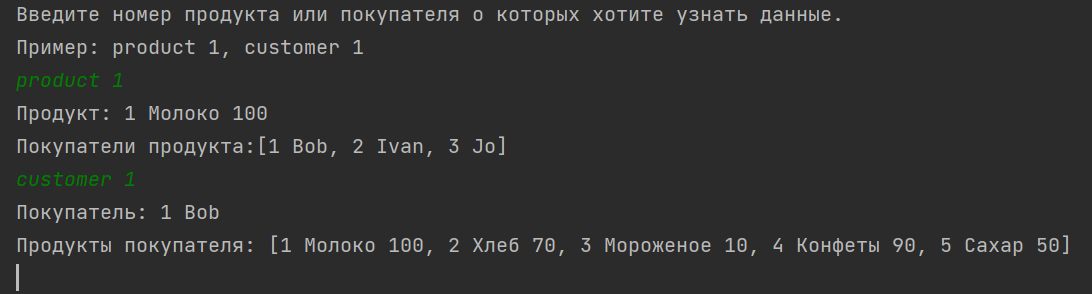 Введите номер продукта или покупателя о которых хотите узнать данные.
Пример: product 1, customer 1
product 1
Продукт: 1 Молоко 100
Покупатели продукта:[1 Bob, 2 Ivan, 3 Jo]
customer 1
Покупатель: 1 Bob
Продукты покупателя: [1 Молоко 100, 2 Хлеб 70, 3 Мороженое 10, 4 Конфеты 90, 5 Сахар 50]